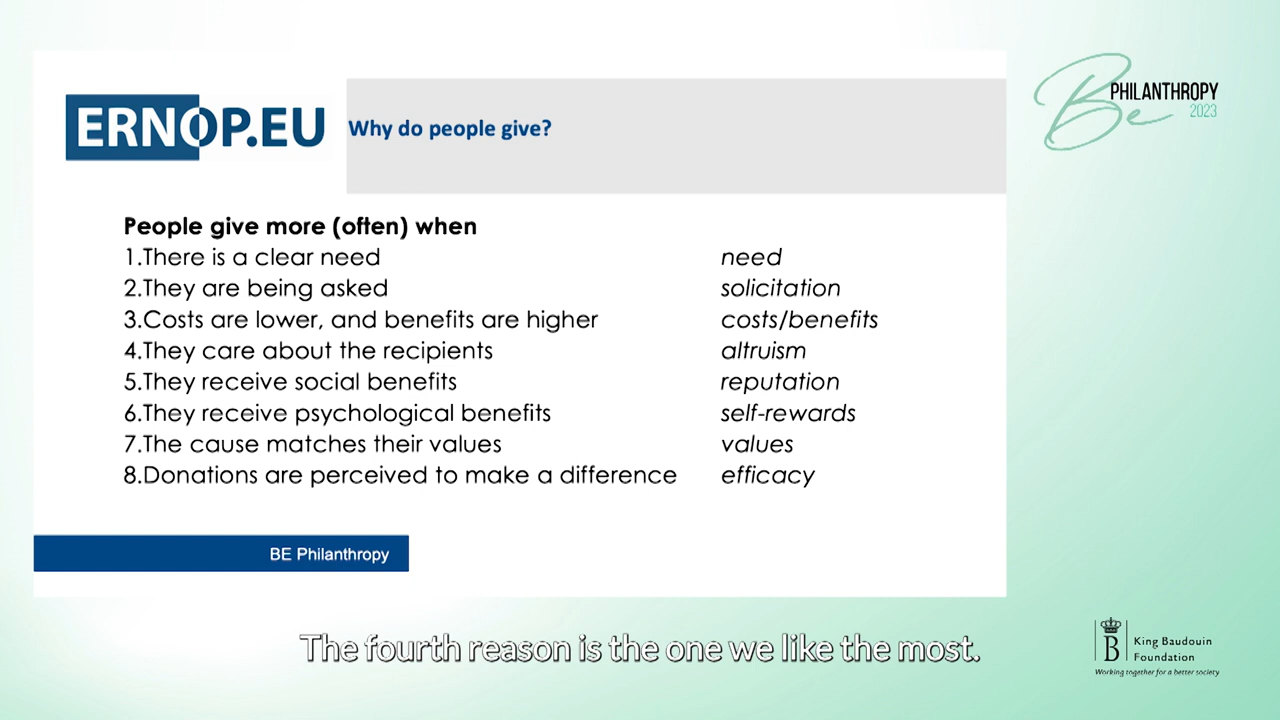 ERNOP.EU
Why do people give?
Be
PHILANTHROPY
2023
People give more (often) when
1.There is a clear need need
2.They are being asked solicitation
3.Costs are lower, and benefits are higher costs/benefits
4.They care about the recipients altruism
5.They receive social benefits reputation
6.They receive psychological benefits self-rewards
7.The cause matches their values values
8.Donations are perceived to make a difference efficacy
BE Philanthropy
The fourth reason is the one we like the most.
B
King Baudouin
Foundation
Working together for a better society